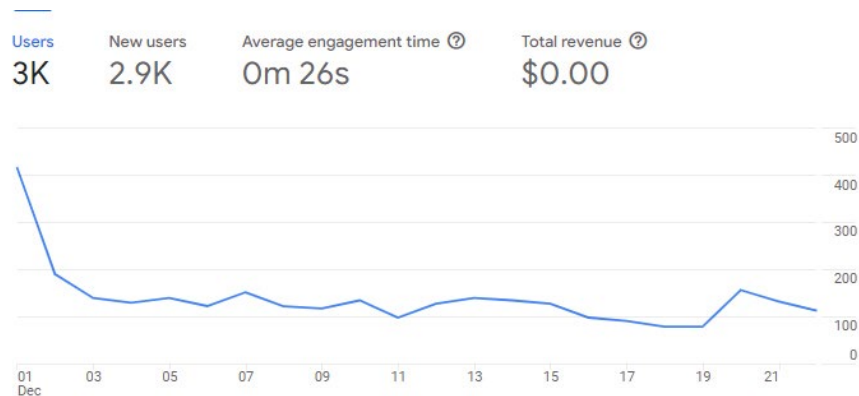 Users New users Average engagement time ? Total revenue ?
3K 2.9K 0m 26s $0.00
500
400
300
200
100
0
01 03 05 07 09 11 13 15 17 19 21
Dec